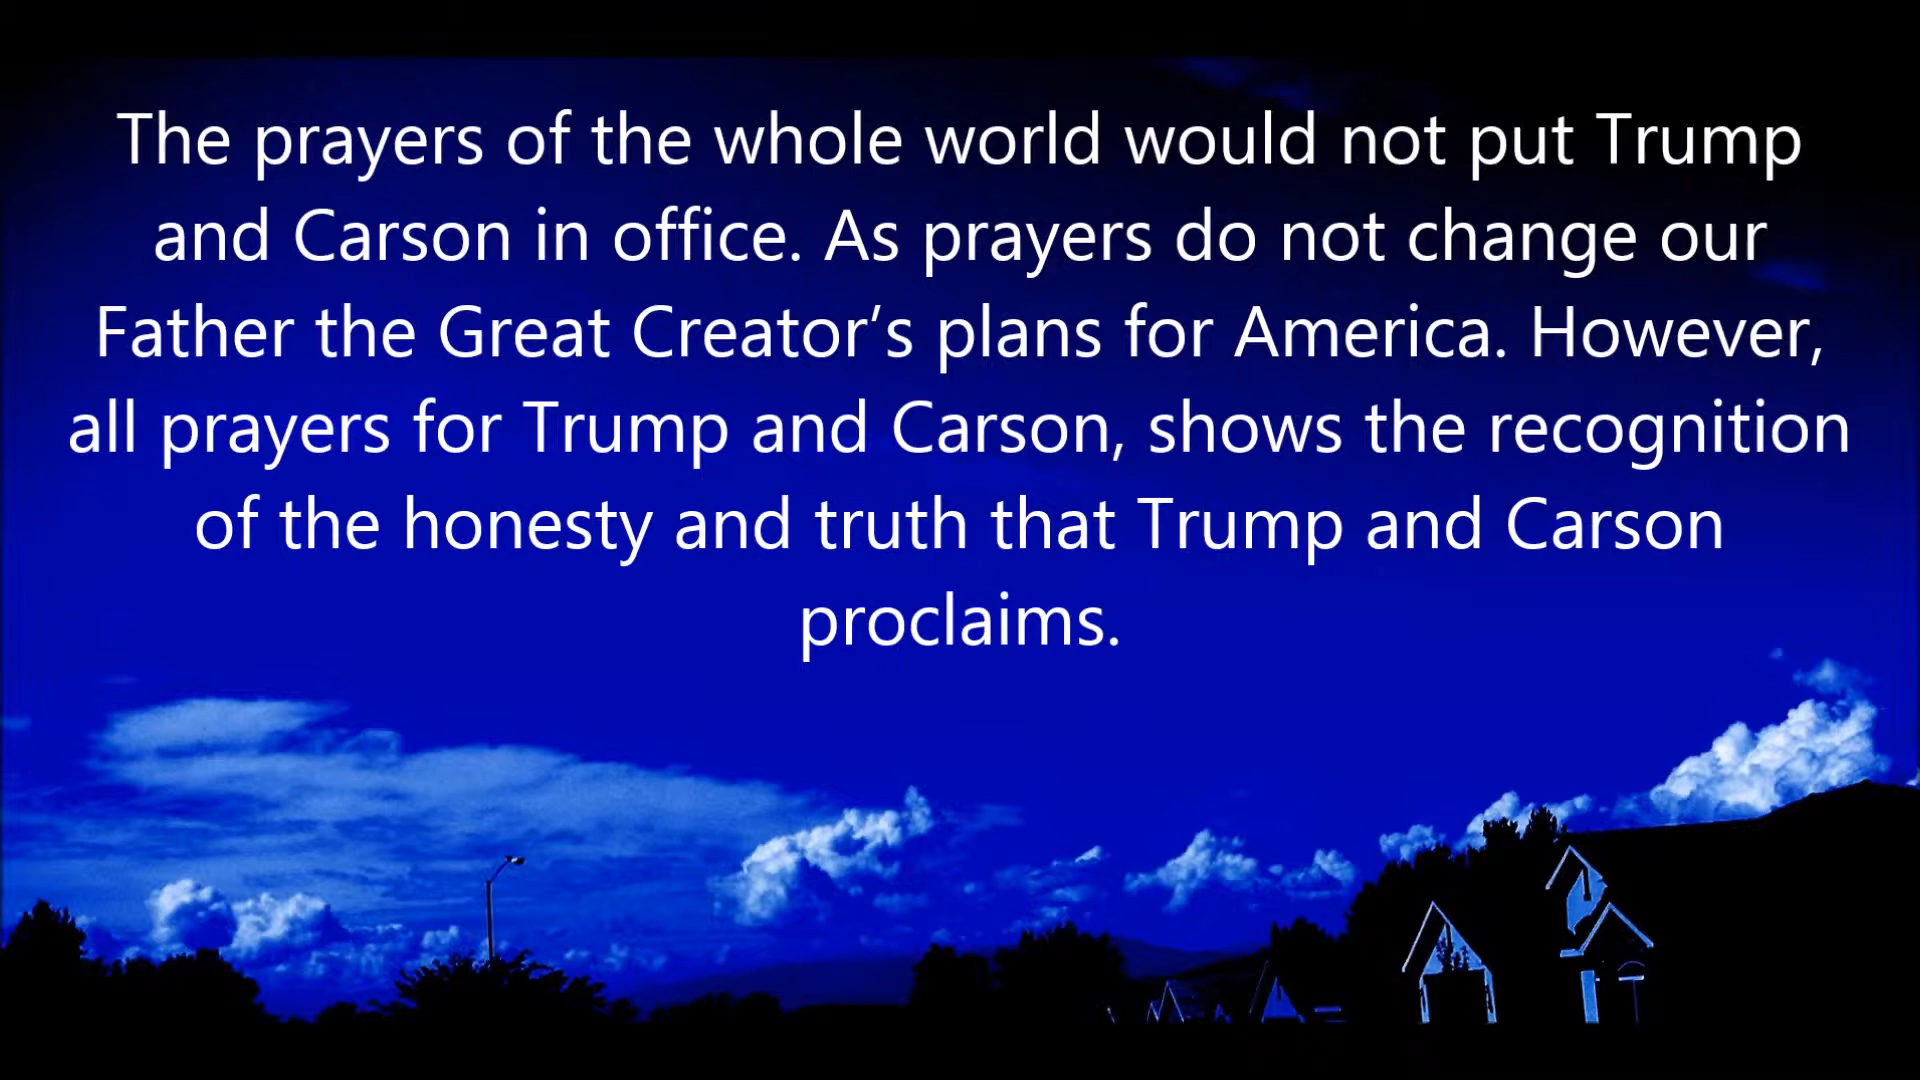 The prayers of the whole world would not put Trump
and Carson in office. As prayers do not change our
Father the Great Creator’s plans for America. However,
all prayers for Trump and Carson, shows the recognition
of the honesty and truth that Trump and Carson
proclaims.